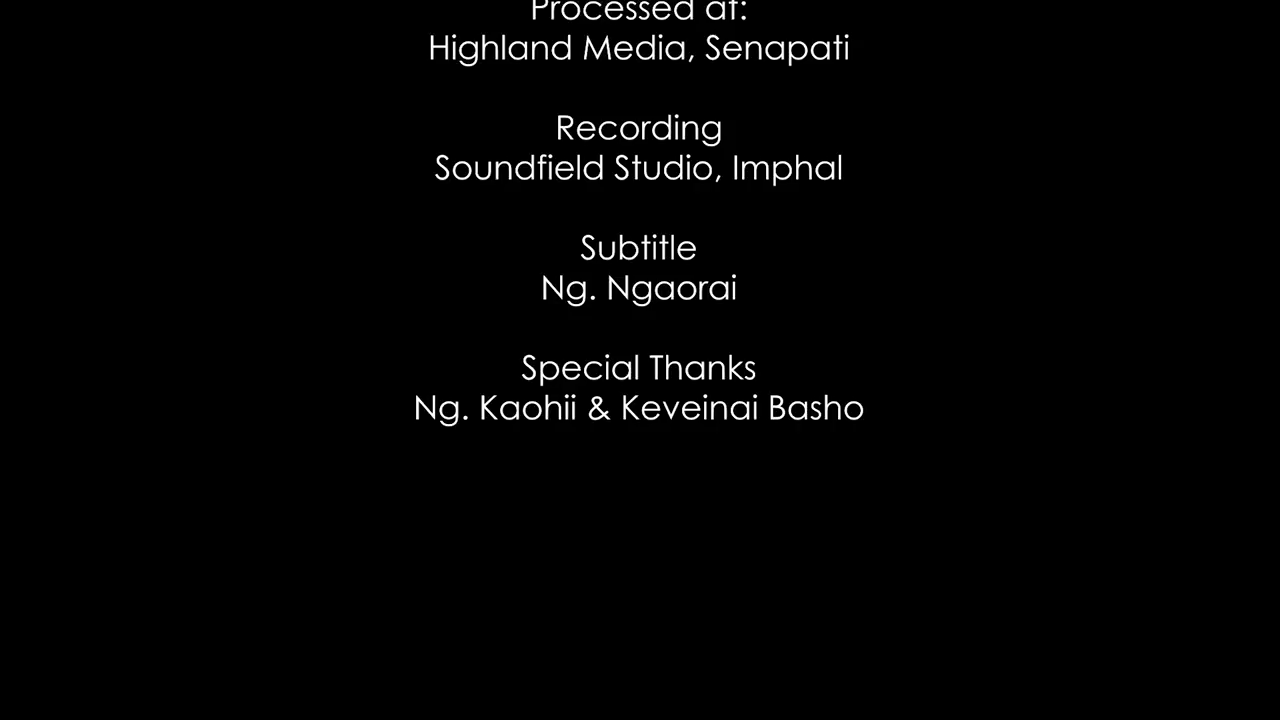 Processed at:
Highland Media, Senapati
Recording
Soundfield Studio, Imphal
Subtitle
Ng. Ngaorai
Special Thanks
Ng. Kaohii & Keveinai Basho